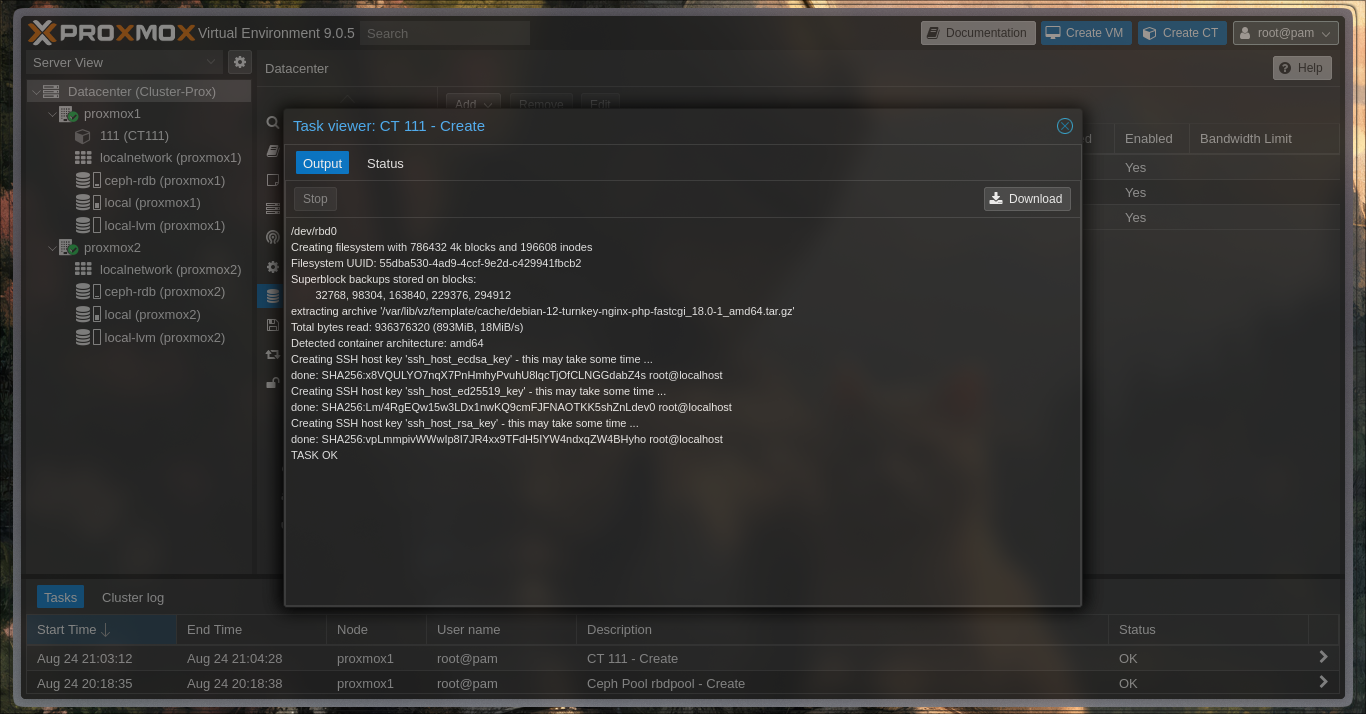 PROXMOX Virtual Environment 9.0.5 Search Documentation Create VM Create CT root@pam
Server View
Datacenter
Help
Datacenter (Cluster-Prox)
proxmox1
111 (CT111)
localnetwork (proxmox1)
ceph-rdb (proxmox1)
local (proxmox1)
local-lvm (proxmox1)
proxmox2
localnetwork (proxmox2)
ceph-rdb (proxmox2)
local (proxmox2)
local-lvm (proxmox2)
Add Remove Edit
Enabled Bandwidth Limit
Yes
Yes
Yes
Task viewer: CT 111 - Create
Output Status
Stop Download
/dev/rbd0
Creating filesystem with 786432 4k blocks and 196608 inodes
Filesystem UUID: 55dba530-4ad9-4ccf-9e2d-c429941fbcb2
Superblock backups stored on blocks:
32768, 98304, 163840, 229376, 294912
extracting archive '/var/lib/vz/template/cache/debian-12-turnkey-nginx-php-fastcgi_18.0-1_amd64.tar.gz'
Total bytes read: 936376320 (893MiB, 18MiB/s)
Detected container architecture: amd64
Creating SSH host key 'ssh_host_ecdsa_key' - this may take some time ...
done: SHA256:x8VQULYO7nqX7PnHmhyPvuhU8lqcTjOfCLNGGdabZ4s root@localhost
Creating SSH host key 'ssh_host_ed25519_key' - this may take some time ...
done: SHA256:Lm/4RgEQw15w3LDx1nwKQ9cmFJFNAOTKK5shZnLdev0 root@localhost
Creating SSH host key 'ssh_host_rsa_key' - this may take some time ...
done: SHA256:vpLmmpivWWwIp8I7JR4xx9TFdH5IYW4ndxqZW4BHyho root@localhost
TASK OK
Tasks Cluster log
Start Time End Time Node User name Description Status
Aug 24 21:03:12 Aug 24 21:04:28 proxmox1 root@pam CT 111 - Create OK
Aug 24 20:18:35 Aug 24 20:18:38 proxmox1 root@pam Ceph Pool rbdpool - Create OK